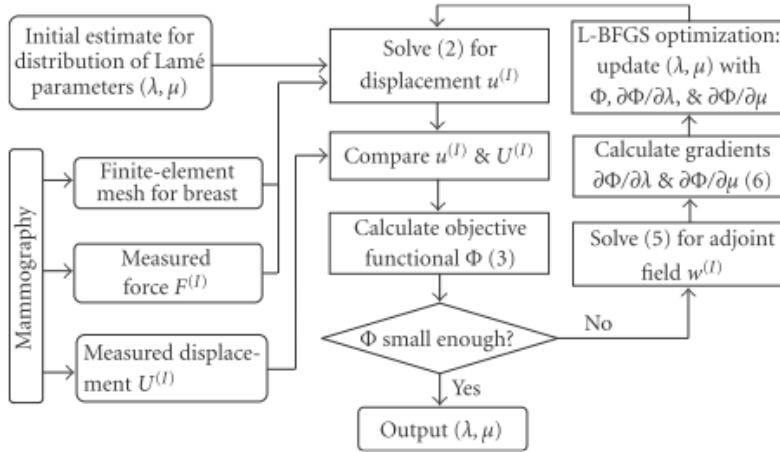 Initial estimate for
distribution of Lamé
parameters (λ, μ)
Mammography
Finite-element
mesh for breast
Measured
force F^(I)
Measured displace-
ment U^(I)
Solve (2) for
displacement u^(I)
Compare u^(I) & U^(I)
Calculate objective
functional Φ (3)
Φ small enough?
Yes
No
Output (λ, μ)
Solve (5) for adjoint
field w^(I)
Calculate gradients
∂Φ/∂λ & ∂Φ/∂μ (6)
L-BFGS optimization:
update (λ, μ) with
Φ, ∂Φ/∂λ, & ∂Φ/∂μ